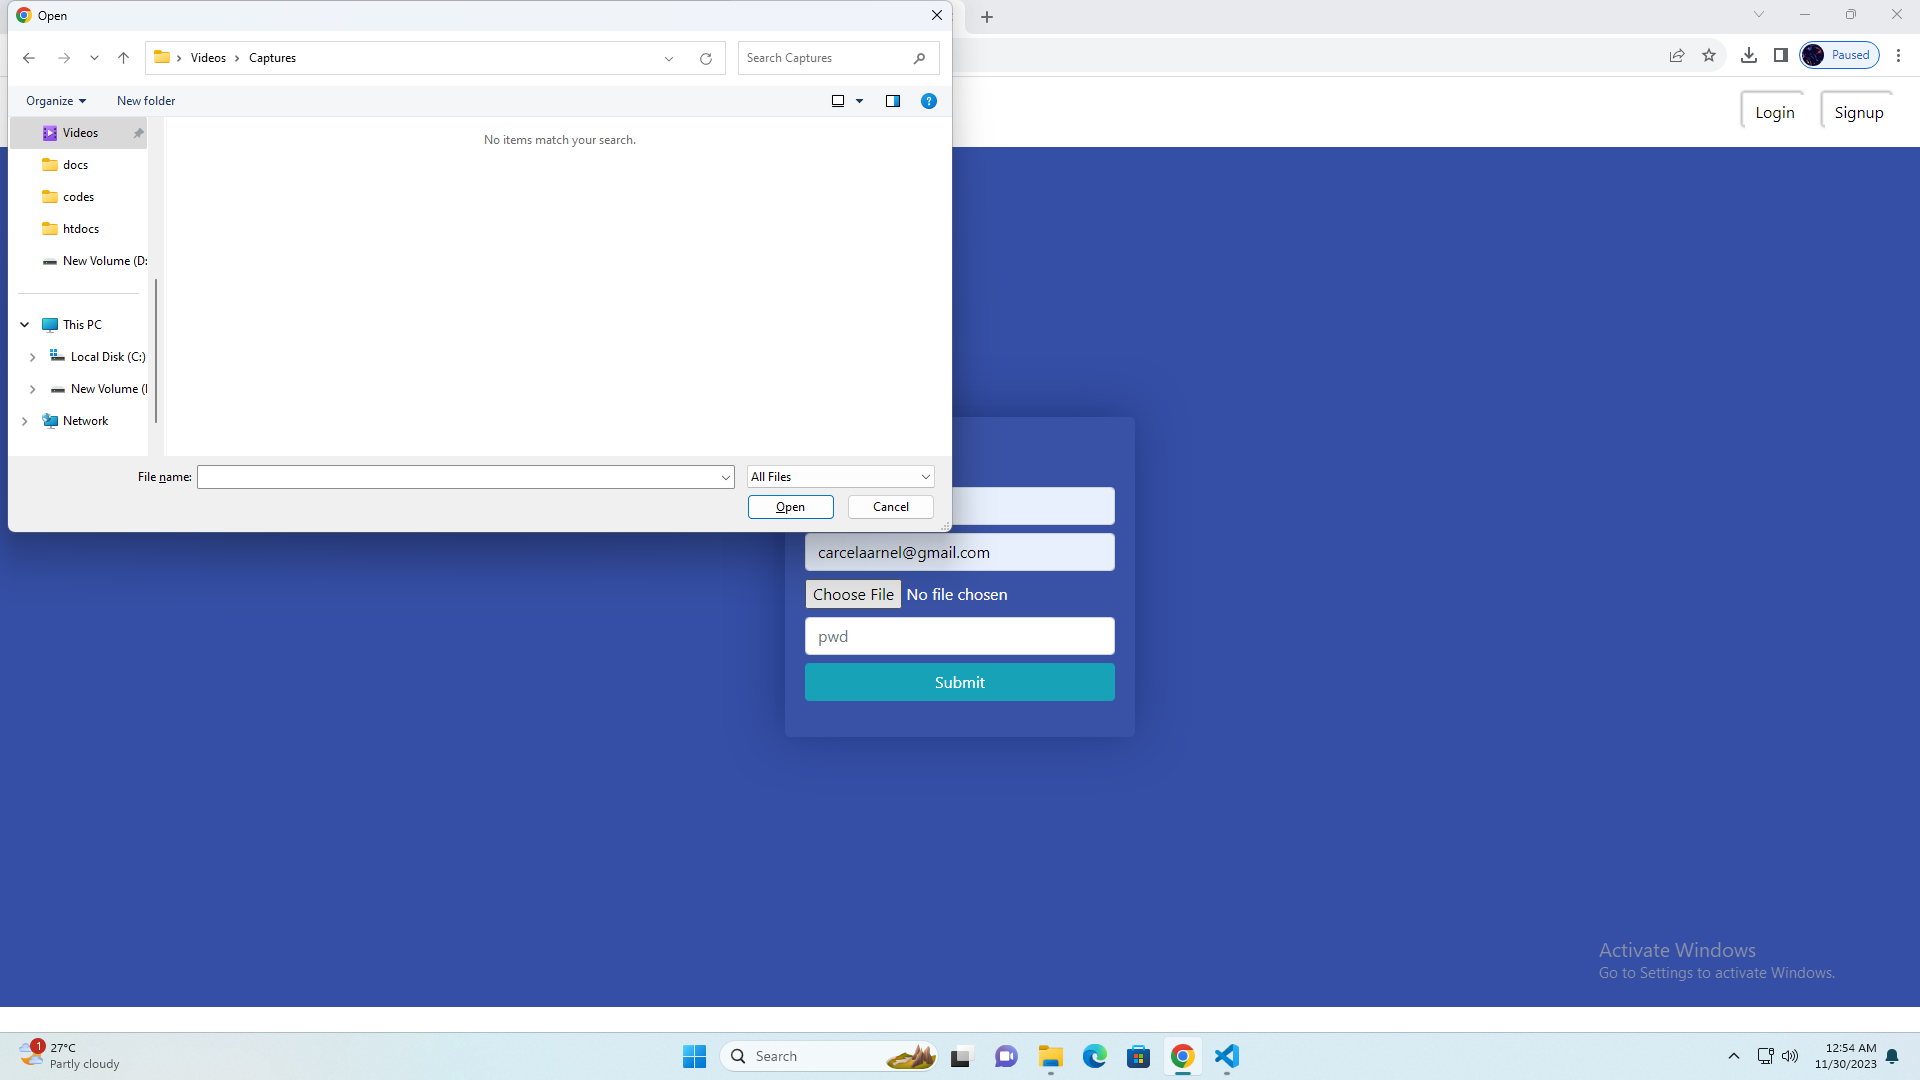 Open
Videos
Captures
Search Captures
Paused
Organize
New folder
?
Login
Signup
Videos
No items match your search.
docs
codes
htdocs
New Volume (D:
This PC
Local Disk (C:)
New Volume (
Network
File name:
All Files
Open
Cancel
carcelaarnel@gmail.com
Choose File No file chosen
pwd
Submit
Activate Windows
Go to Settings to activate Windows.
1
27°C
Partly cloudy
Search
12:54 AM
11/30/2023